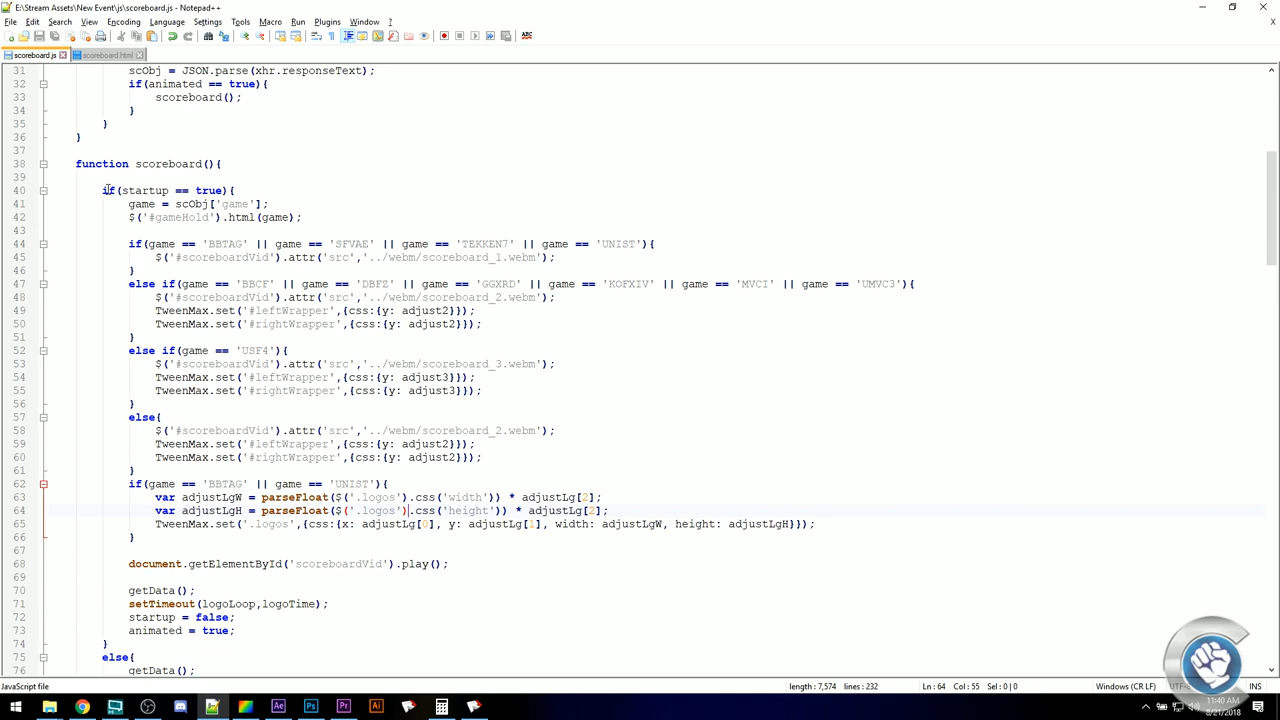 E:\Stream Assets\New Event\js\scoreboard.js - Notepad++
File Edit Search View Encoding Language Settings Tools Macro Run Plugins Window ?
X
scoreboard.js scoreboard.html
31 scObj = JSON.parse(xhr.responseText);
32 if(animated == true){
33 scoreboard();
34 }
35 }
36 }
37
38 function scoreboard(){
39
40 if(startup == true){
41 game = scObj['game'];
42 $('#gameHold').html(game);
43
44 if(game == 'BBTAG' || game == 'SFVAE' || game == 'TEKKEN7' || game == 'UNIST'){
45 $('#scoreboardVid').attr('src','../webm/scoreboard_1.webm');
46 }
47 else if(game == 'BBCF' || game == 'DBFZ' || game == 'GGXRD' || game == 'KOFXIV' || game == 'MVCI' || game == 'UMVC3'){
48 $('#scoreboardVid').attr('src','../webm/scoreboard_2.webm');
49 TweenMax.set('#leftWrapper',{css:{y: adjust2}});
50 TweenMax.set('#rightWrapper',{css:{y: adjust2}});
51 }
52 else if(game == 'USF4'){
53 $('#scoreboardVid').attr('src','../webm/scoreboard_3.webm');
54 TweenMax.set('#leftWrapper',{css:{y: adjust3}});
55 TweenMax.set('#rightWrapper',{css:{y: adjust3}});
56 }
57 else{
58 $('#scoreboardVid').attr('src','../webm/scoreboard_2.webm');
59 TweenMax.set('#leftWrapper',{css:{y: adjust2}});
60 TweenMax.set('#rightWrapper',{css:{y: adjust2}});
61 }
62 if(game == 'BBTAG' || game == 'UNIST'){
63 var adjustLgW = parseFloat($('.logos').css('width')) * adjustLg[2];
64 var adjustLgH = parseFloat($('.logos').css('height')) * adjustLg[2];
65 TweenMax.set('.logos',{css:{x: adjustLg[0], y: adjustLg[1], width: adjustLgW, height: adjustLgH}});
66 }
67
68 document.getElementById('scoreboardVid').play();
69
70 getData();
71 setTimeout(logoLoop,logoTime);
72 startup = false;
73 animated = true;
74 }
75 else{
76 getData();
JavaScript file length : 7,574 lines : 232 Ln : 64 Col : 55 Sel : 0 | 0 Windows (CR LF) UTF-8 INS
Ae Ps Pr Ai 11:40 AM
8/21/2018